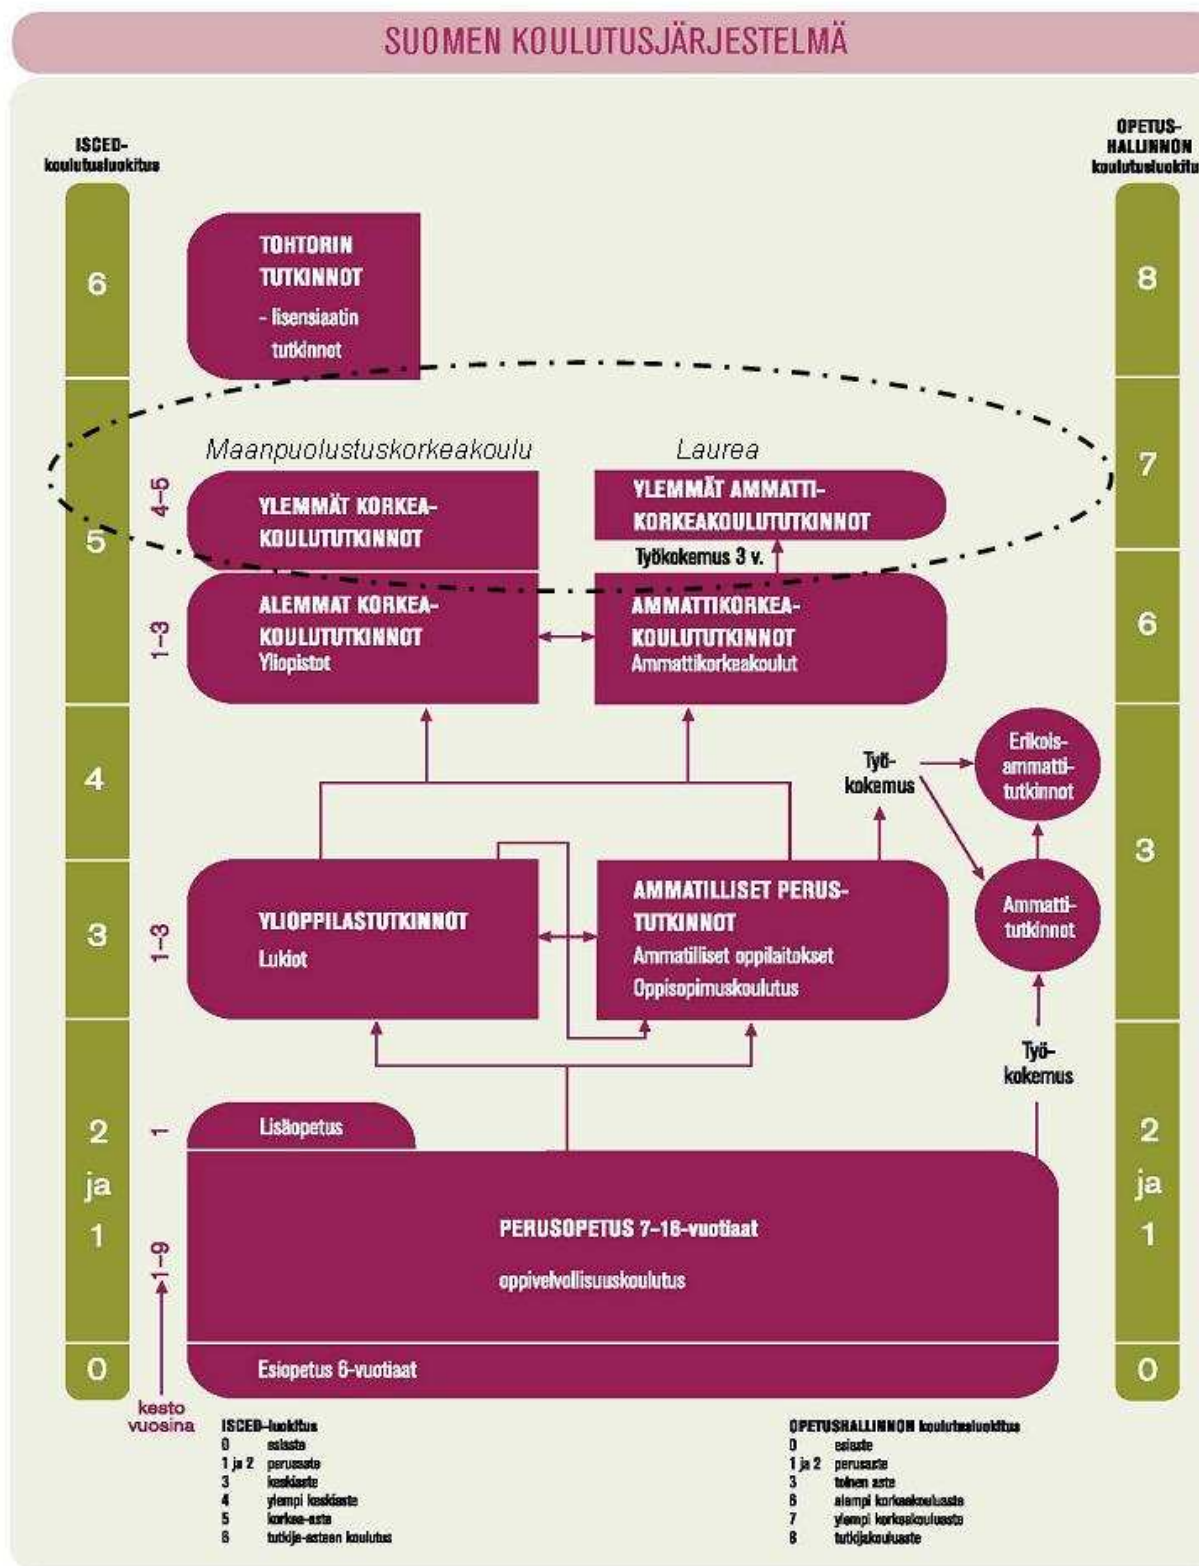 SUOMEN KOULUTUSJÄRJESTELMÄ
ISCED-
koulutusluokitus
OPETUS-
HALLINNON
koulutusluokitu
6
8
TOHTORIN
TUTKINNOT
- lisensiaatin
tutkinnot
5
7
4–5
Maanpuolustuskorkeakoulu
Laurea
YLEMMÄT KORKEA-
KOULUTUTKINNOT
YLEMMÄT AMMATTI-
KORKEAKOULUTUTKINNOT
Työkokemus 3 v.
1–3
ALEMMAT KORKEA-
KOULUTUTKINNOT
Yliopistot
AMMATTIKORKEA-
KOULUTUTKINNOT
Ammattikorkeakoulut
6
4
Työ-
kokemus
Erikois-
ammatti-
tutkinnot
3
3
1–3
YLIOPPILASTUTKINNOT
Lukiot
AMMATILLISET PERUS-
TUTKINNOT
Ammatilliset oppilaitokset
Oppisopimuskoulutus
Ammatti-
tutkinnot
Työ-
kokemus
2
ja
1
1
Lisäopetus
2
ja
1
1–9
PERUSOPETUS 7–16-vuotiaat
oppivelvollisuuskoulutus
0
Esiopetus 6-vuotiaat
0
kesto
vuosina
ISCED-luokitus
0 esiaste
1 ja 2 perusaste
3 keskiaste
4 ylempi keskiaste
5 korkea-aste
6 tutkija-asteen koulutus
OPETUSHALLINNON koulutusluokitus
0 esiaste
1 ja 2 perusaste
3 toinen aste
6 alempi korkeakouluaste
7 ylempi korkeakouluaste
8 tutkijakouluaste